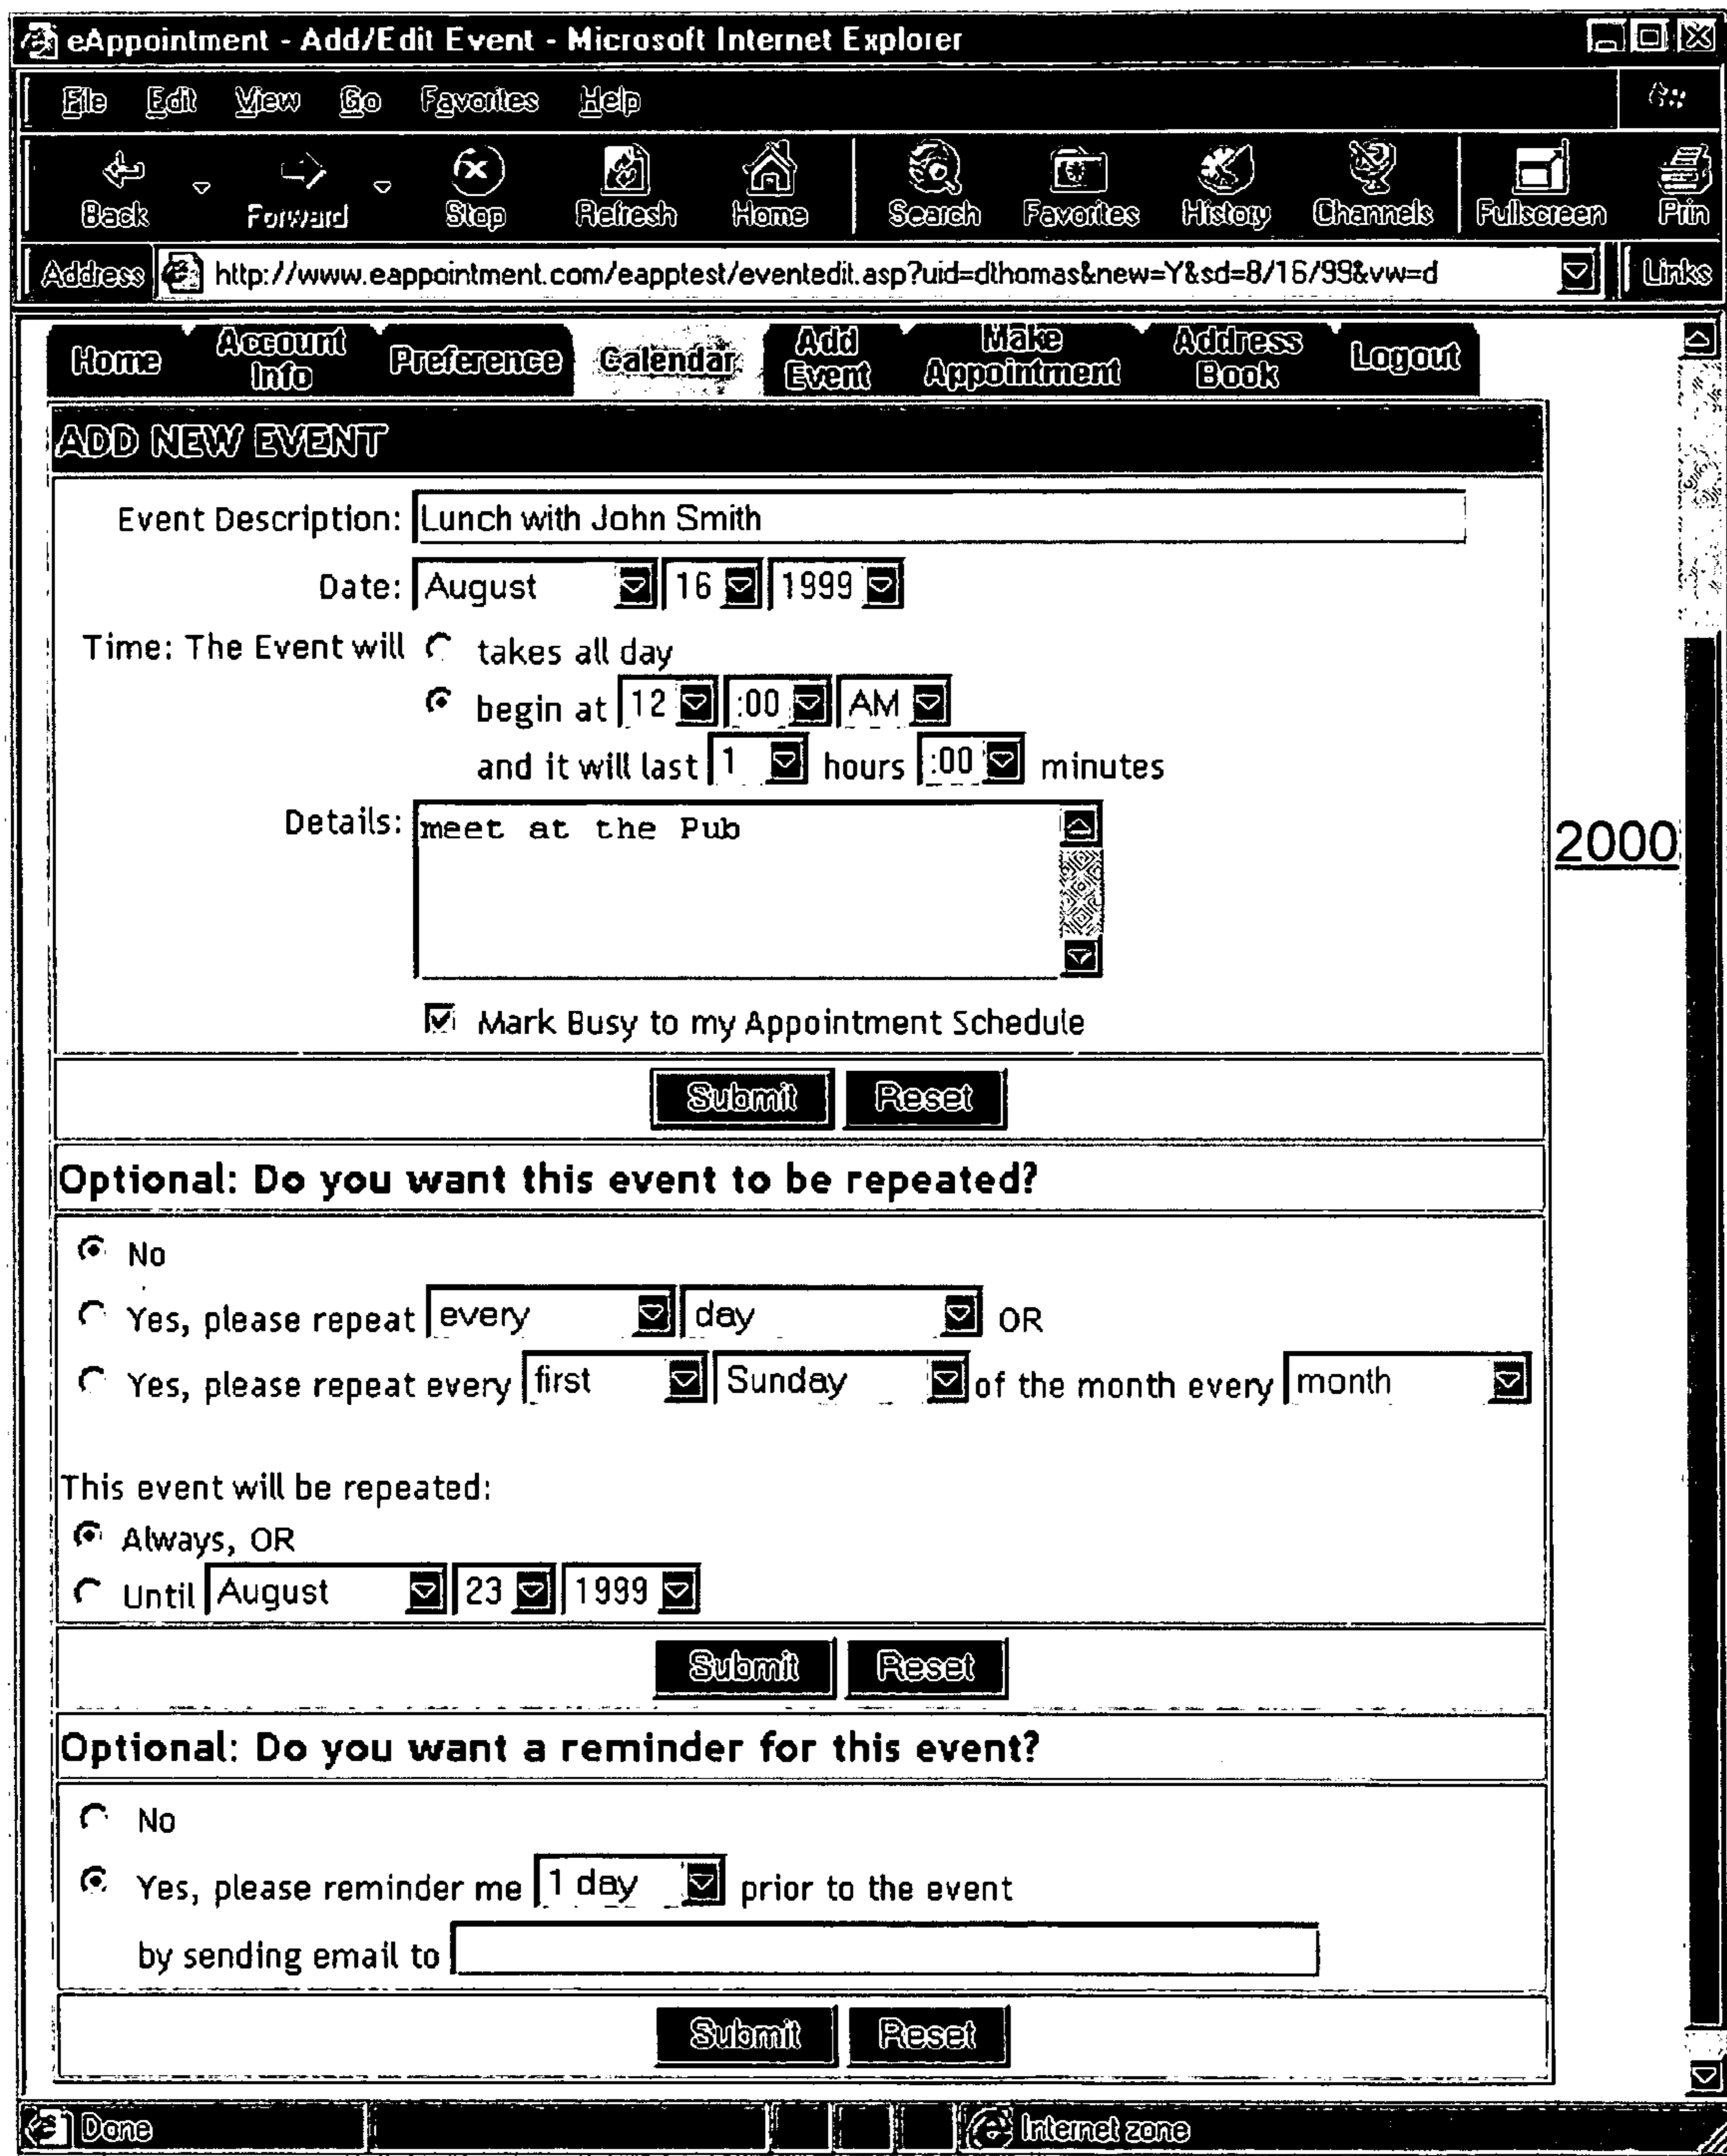 eAppointment - Add/Edit Event - Microsoft Internet Explorer
File Edit View Go Favorites Help
Back Forward Stop Refresh Home Search Favorites History Channels Fullscreen Prin
Address http://www.eappointment.com/eapptest/eventedit.asp?uid=dthomas&new=Y&sd=8/16/99&vw=d Links
Home Account Info Preference Calendar Add Event Make Appointment Address Book Logout
ADD NEW EVENT
Event Description: Lunch with John Smith
Date: August 16 1999
Time: The Event will takes all day
begin at 12 :00 AM
and it will last 1 hours :00 minutes
Details: meet at the Pub
2000
Mark Busy to my Appointment Schedule
Submit Reset
Optional: Do you want this event to be repeated?
No
Yes, please repeat every day OR
Yes, please repeat every first Sunday of the month every month
This event will be repeated:
Always, OR
Until August 23 1999
Submit Reset
Optional: Do you want a reminder for this event?
No
Yes, please reminder me 1 day prior to the event
by sending email to
Submit Reset
Done Internet zone